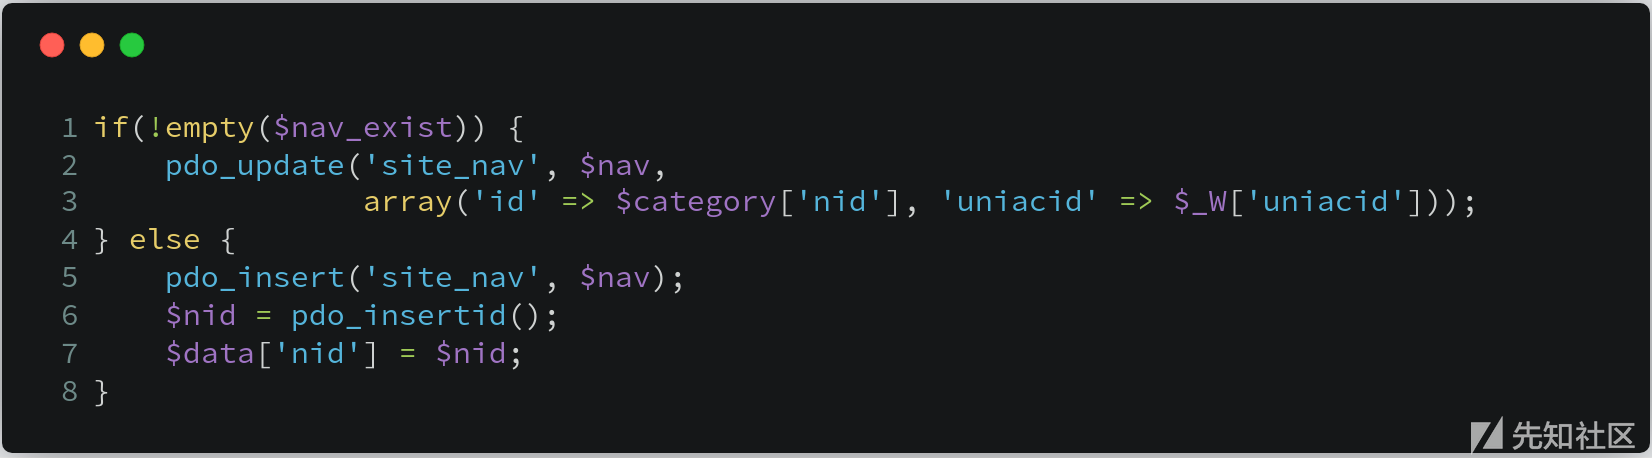 1 if(!empty($nav_exist)) {
2     pdo_update('site_nav', $nav,
3                array('id' => $category['nid'], 'uniacid' => $_W['uniacid']));
4 } else {
5     pdo_insert('site_nav', $nav);
6     $nid = pdo_insertid();
7     $data['nid'] = $nid;
8 }
先知社区